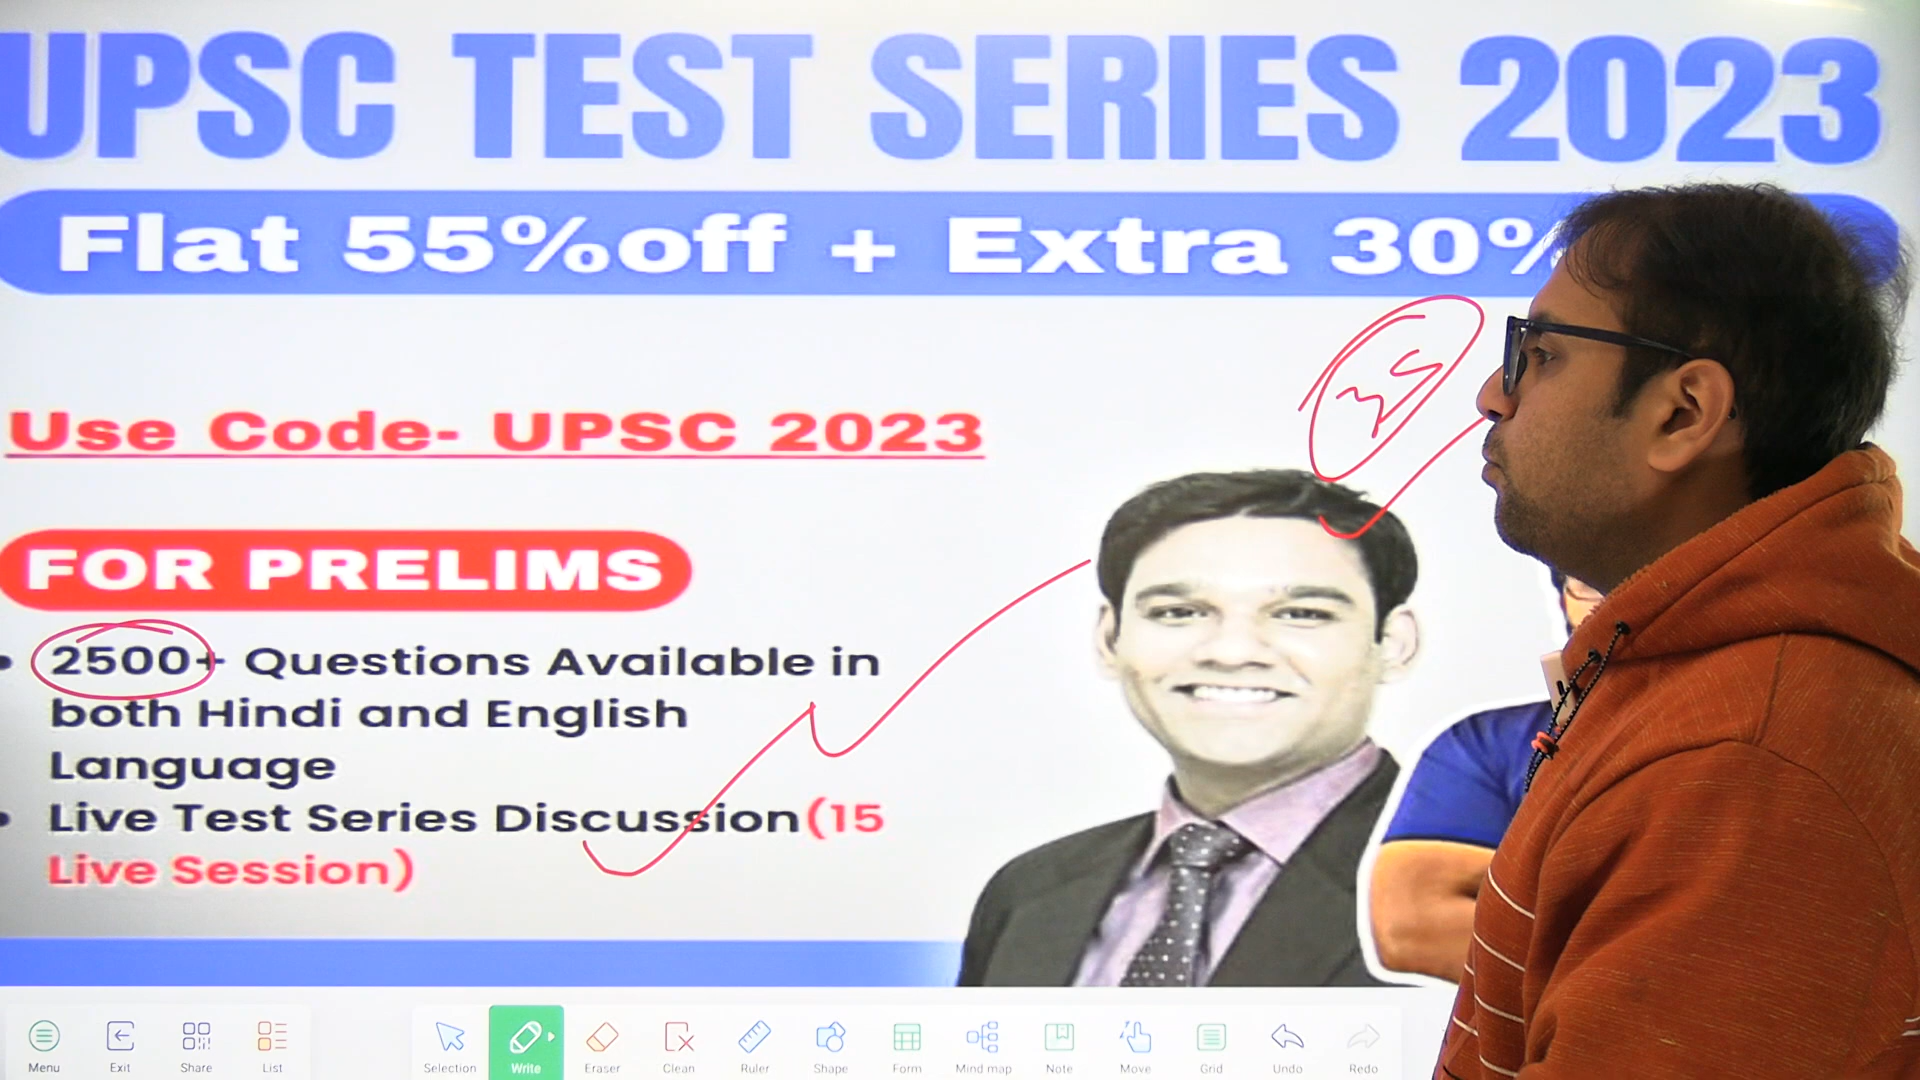 UPSC TEST SERIES 2023
Flat 55%off + Extra 30%
Use Code- UPSC 2023
FOR PRELIMS
• 2500+ Questions Available in
both Hindi and English
Language
• Live Test Series Discussion(15
Live Session)
Menu Exit Share List Selection Write Eraser Clean Ruler Shape Form Mind map Note Move Grid Undo Redo